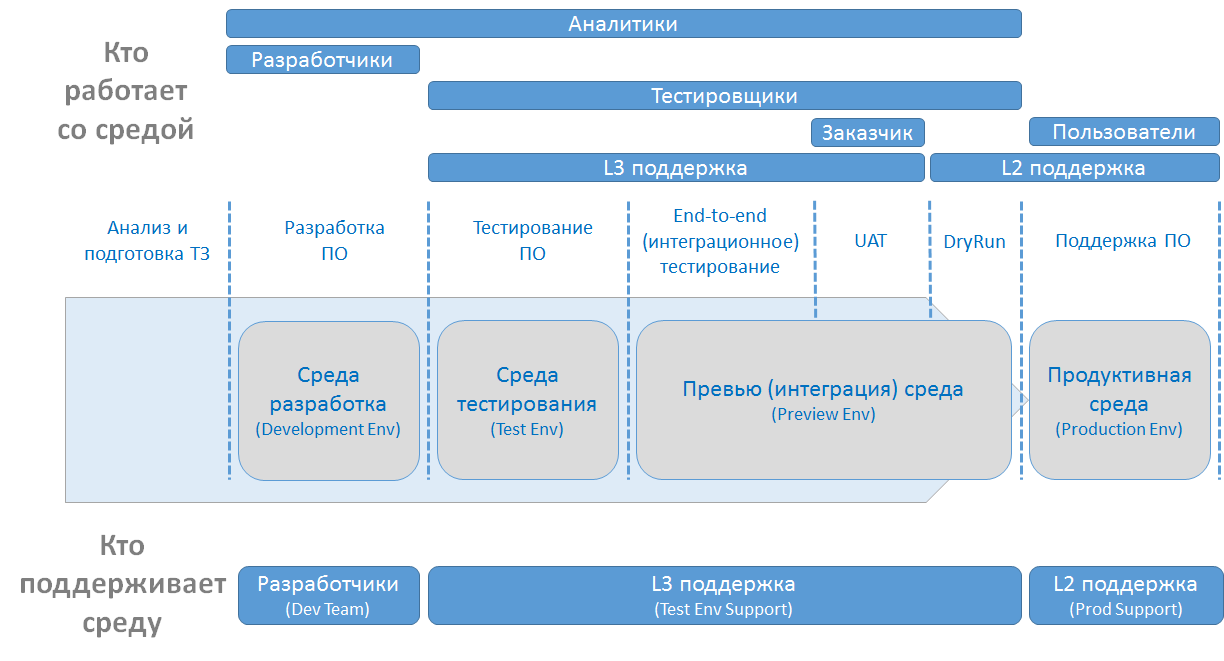 Аналитики
Кто
работает
со средой
Разработчики
Тестировщики
Заказчик
Пользователи
L3 поддержка
L2 поддержка
Анализ и
подготовка ТЗ
Разработка
ПО
Тестирование
ПО
End-to-end
(интеграционное)
тестирование
UAT
DryRun
Поддержка ПО
Среда
разработка
(Development Env)
Среда
тестирования
(Test Env)
Превью (интеграция) среда
(Preview Env)
Продуктивная
среда
(Production Env)
Кто
поддерживает
среду
Разработчики
(Dev Team)
L3 поддержка
(Test Env Support)
L2 поддержка
(Prod Support)